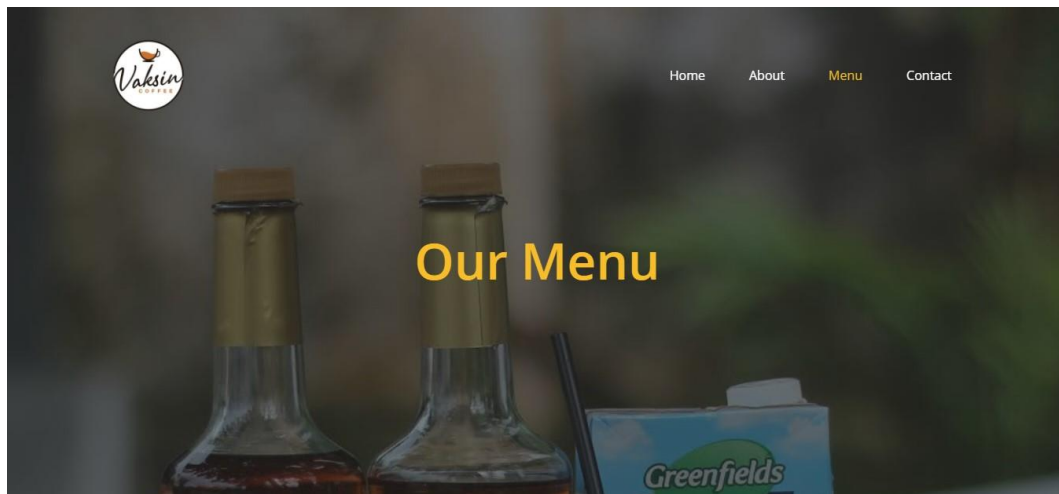 Vaksin
COFFEE
Home About Menu Contact
Our Menu
Greenfields